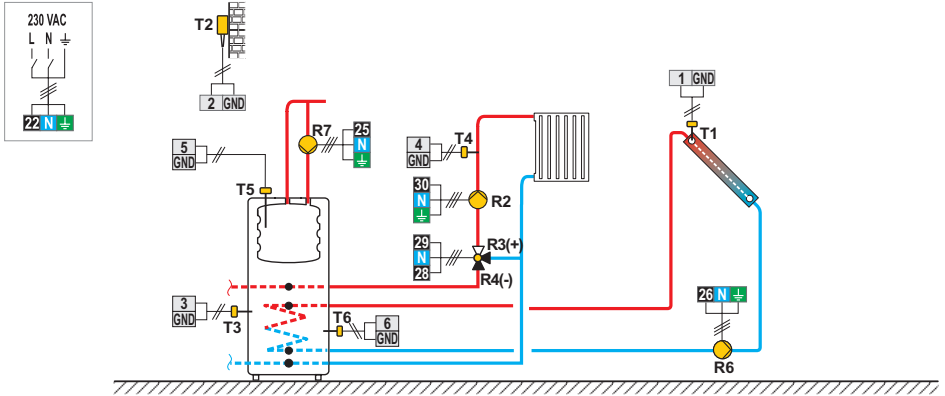 230 VAC
L N
22 N
T2
2 GND
5
GND
T5
R7
25
N
4
GND
T4
30
N
R2
29
N
28
R3(+)
R4(-)
1 GND
T1
3
GND
T3
T6
6
GND
26 N
R6